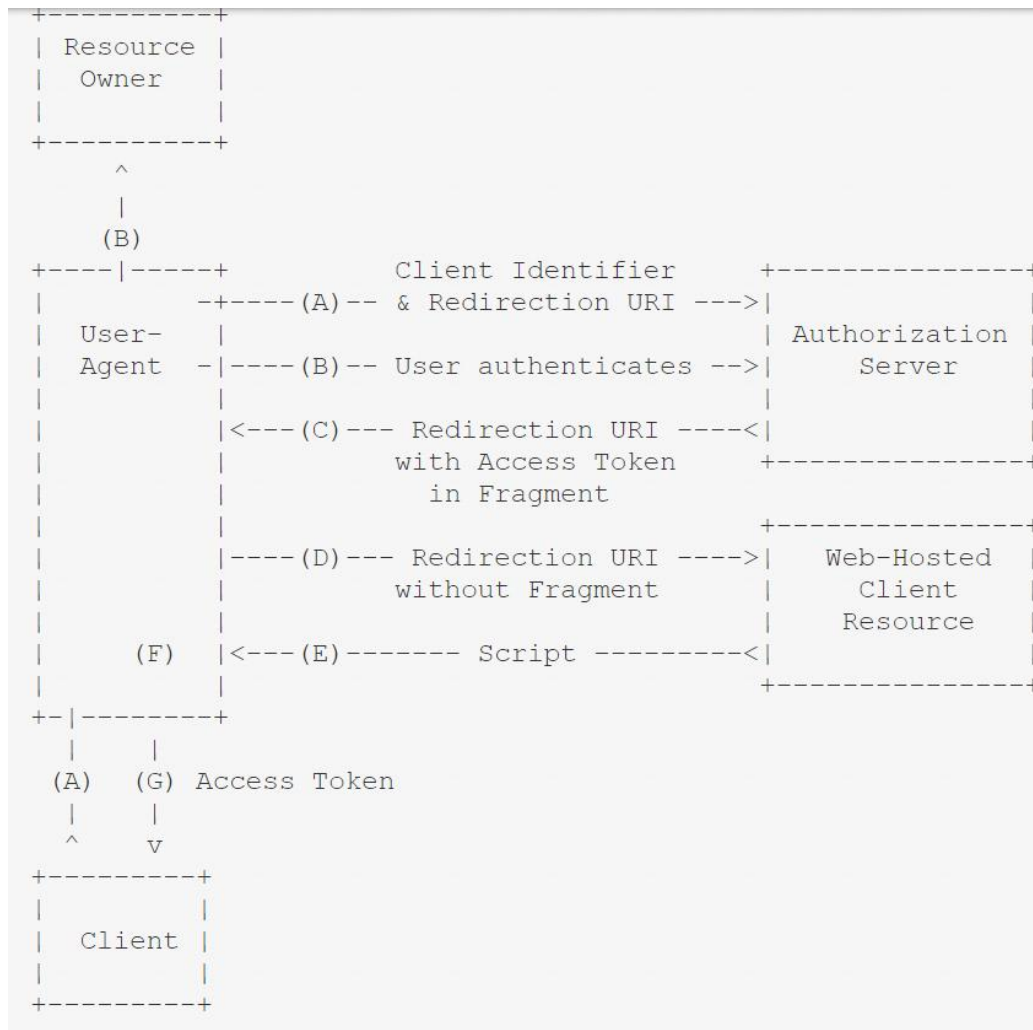 +----------+
| Resource |
|  Owner   |
|          |
+----------+
     ^
     |
    (B)
+----|-----+          Client Identifier     +---------------+
|         -+----(A)-- & Redirection URI --->|               |
|  User-   |                                | Authorization |
|  Agent  -|----(B)-- User authenticates -->|     Server    |
|          |                                |               |
|          |<---(C)--- Redirection URI ----<|               |
|          |          with Access Token     +---------------+
|          |            in Fragment
|          |                                +---------------+
|          |----(D)--- Redirection URI ---->|   Web-Hosted  |
|          |          without Fragment      |     Client    |
|          |                                |    Resource   |
|     (F)  |<---(E)------- Script ---------<|               |
|          |                                +---------------+
+-|--------+
  |    |
 (A)  (G) Access Token
  |    |
  ^    v
+---------+
|         |
|  Client |
|         |
+---------+